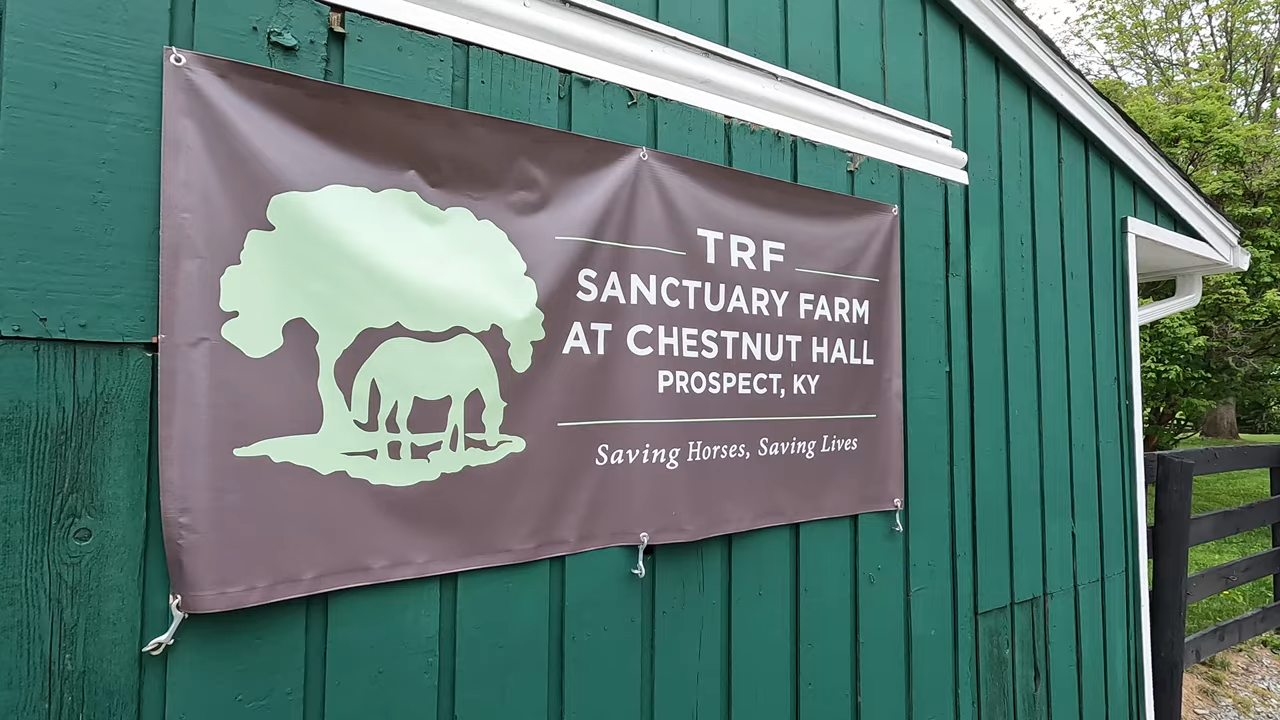 TRF
SANCTUARY FARM
AT CHESTNUT HALL
PROSPECT, KY
Saving Horses, Saving Lives